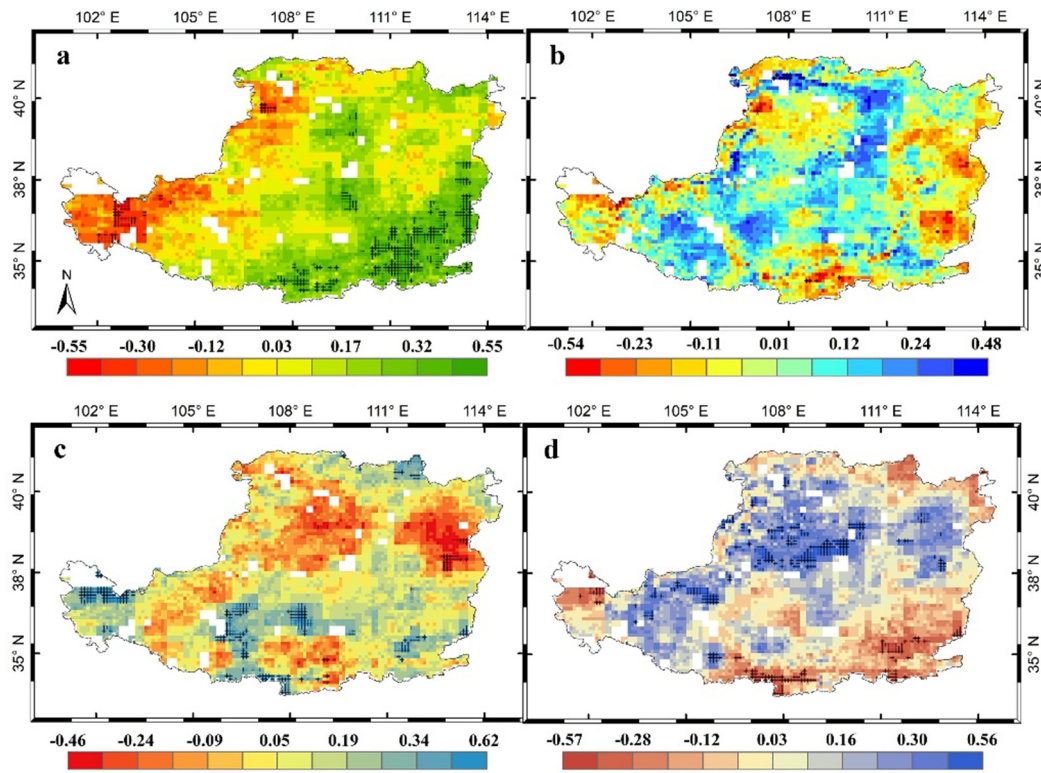 102° E 105° E 108° E 111° E 114° E
102° E 105° E 108° E 111° E 114° E
a
b
40° N
38° N
35° N
40° N
38° N
35° N
N
-0.55 -0.30 -0.12 0.03 0.17 0.32 0.55
-0.54 -0.23 -0.11 0.01 0.12 0.24 0.48
102° E 105° E 108° E 111° E 114° E
102° E 105° E 108° E 111° E 114° E
c
d
40° N
38° N
35° N
40° N
38° N
35° N
-0.46 -0.24 -0.09 0.05 0.19 0.34 0.62
-0.57 -0.28 -0.12 0.03 0.16 0.30 0.56